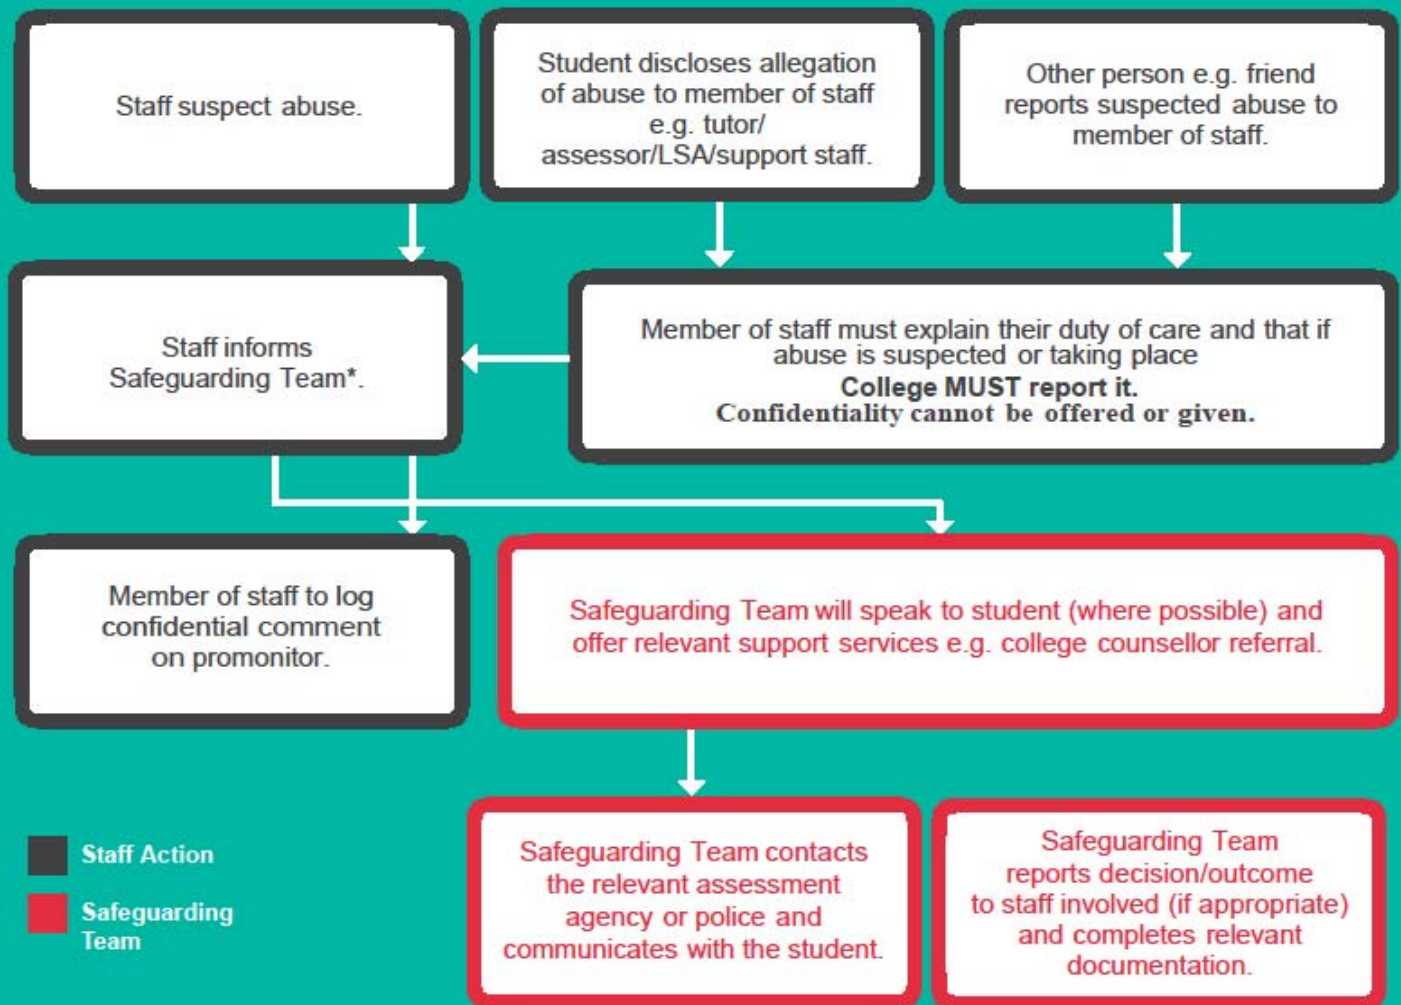 Staff suspect abuse.
Student discloses allegation
of abuse to member of staff
e.g. tutor/
assessor/LSA/support staff.
Other person e.g. friend
reports suspected abuse to
member of staff.
Staff informs
Safeguarding Team*.
Member of staff must explain their duty of care and that if
abuse is suspected or taking place
College MUST report it.
Confidentiality cannot be offered or given.
Member of staff to log
confidential comment
on promonitor.
Safeguarding Team will speak to student (where possible) and
offer relevant support services e.g. college counsellor referral.
Staff Action
Safeguarding
Team
Safeguarding Team contacts
the relevant assessment
agency or police and
communicates with the student.
Safeguarding Team
reports decision/outcome
to staff involved (if appropriate)
and completes relevant
documentation.